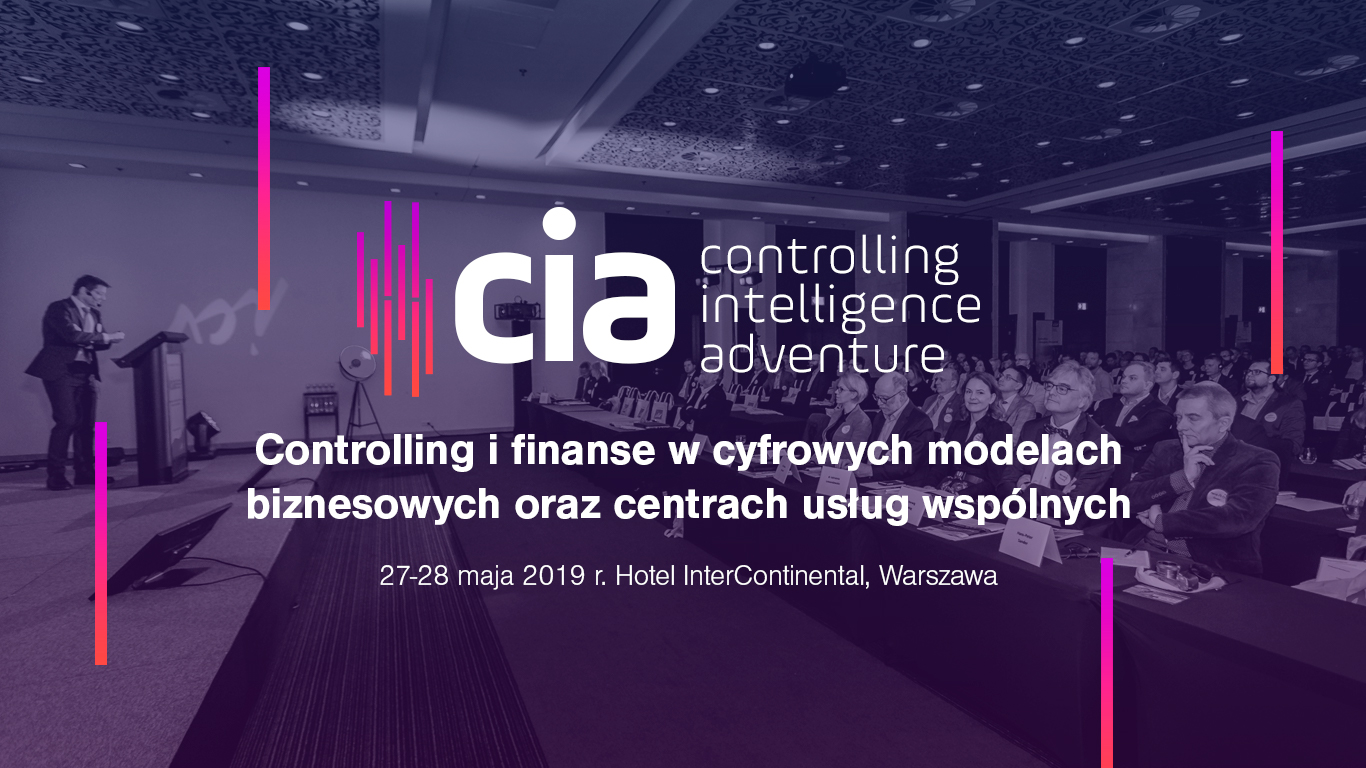 cia
controlling
intelligence
adventure
Controlling i finanse w cyfrowych modelach
biznesowych oraz centrach usług wspólnych
27-28 maja 2019 r. Hotel InterContinental, Warszawa